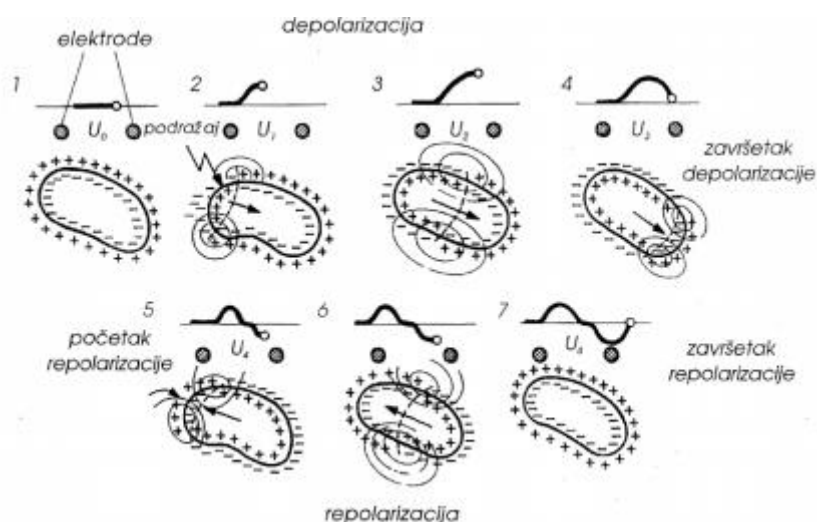 depolarizacija
elektrode
1
2
3
4
U₀
podražaj
U₁
U₂
U₃
završetak
depolarizacije
5
6
7
početak
repolarizacije
U₄
U₆
završetak
repolarizacije
repolarizacija